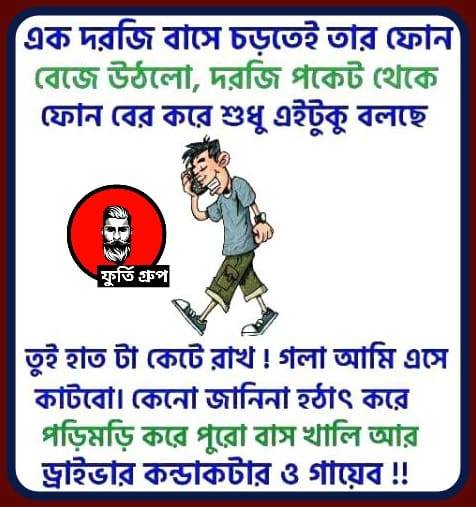 এক দরজি বাসে চড়তেই তার ফোন
বেজে উঠলো, দরজি পকেট থেকে
ফোন বের করে শুধু এইটুকু বলছে
ফুর্তি গ্রুপ
তুই হাত টা কেটে রাখ ! গলা আমি এসে
কাটবো। কেনো জানিনা হঠাৎ করে
পড়িমড়ি করে পুরো বাস খালি আর
ড্রাইভার কন্ডাকটার ও গায়েব !!